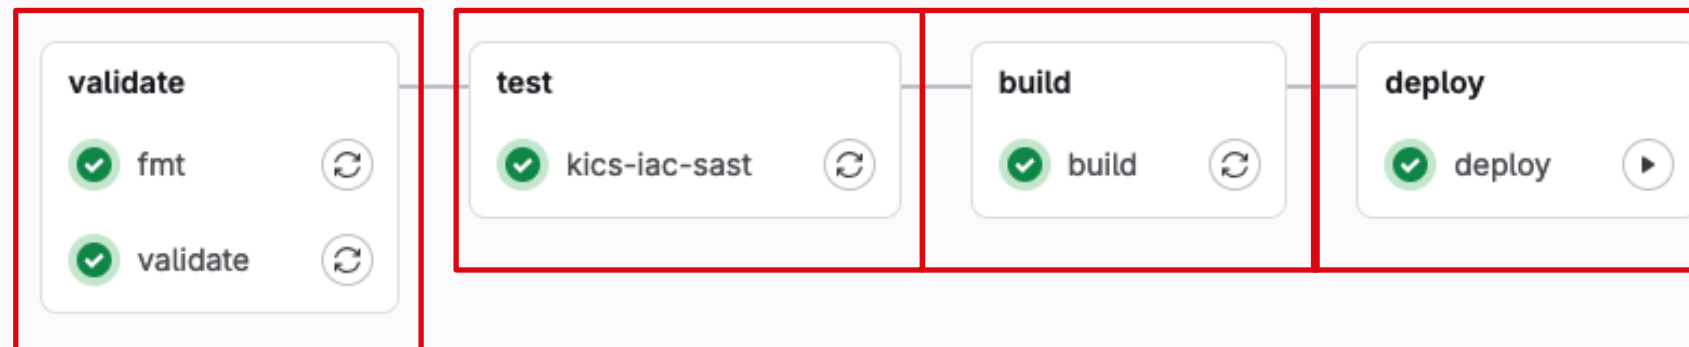 validate
fmt
validate
test
kics-iac-sast
build
build
deploy
deploy